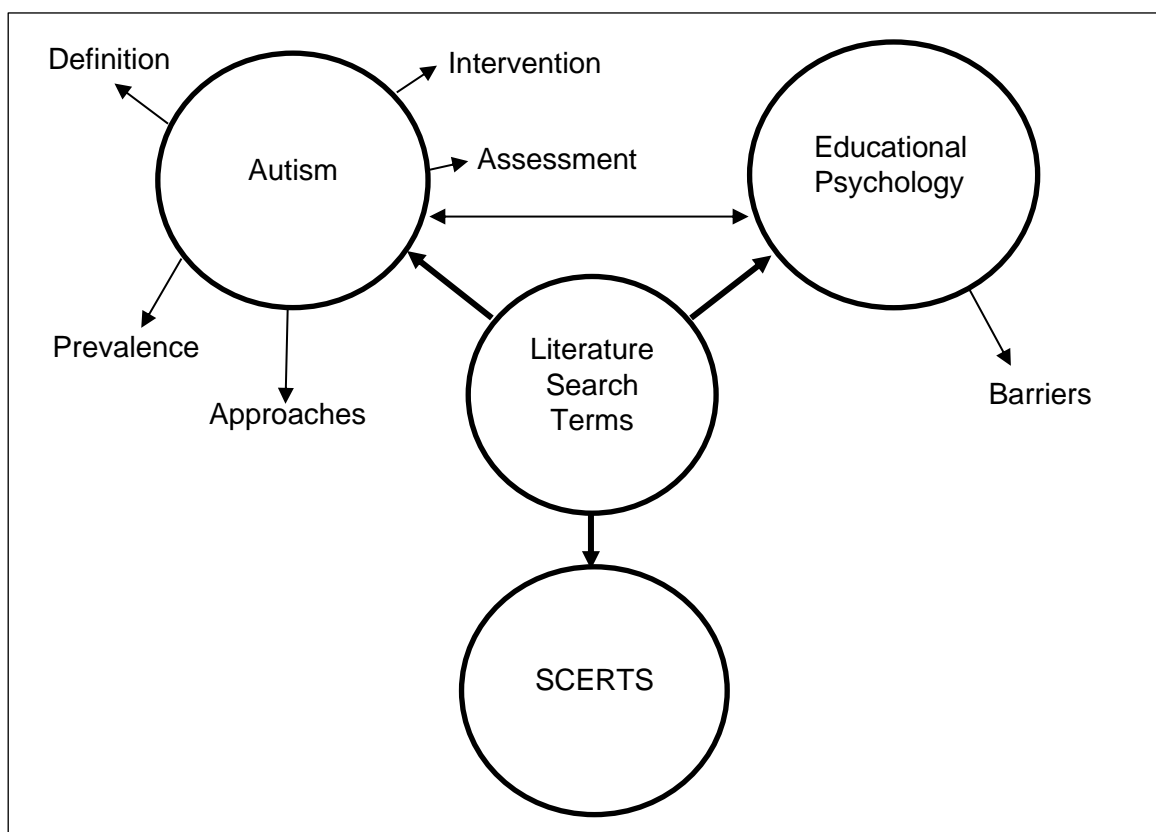 Definition
Intervention
Autism
Assessment
Educational
Psychology
Prevalence
Approaches
Literature
Search
Terms
Barriers
SCERTS